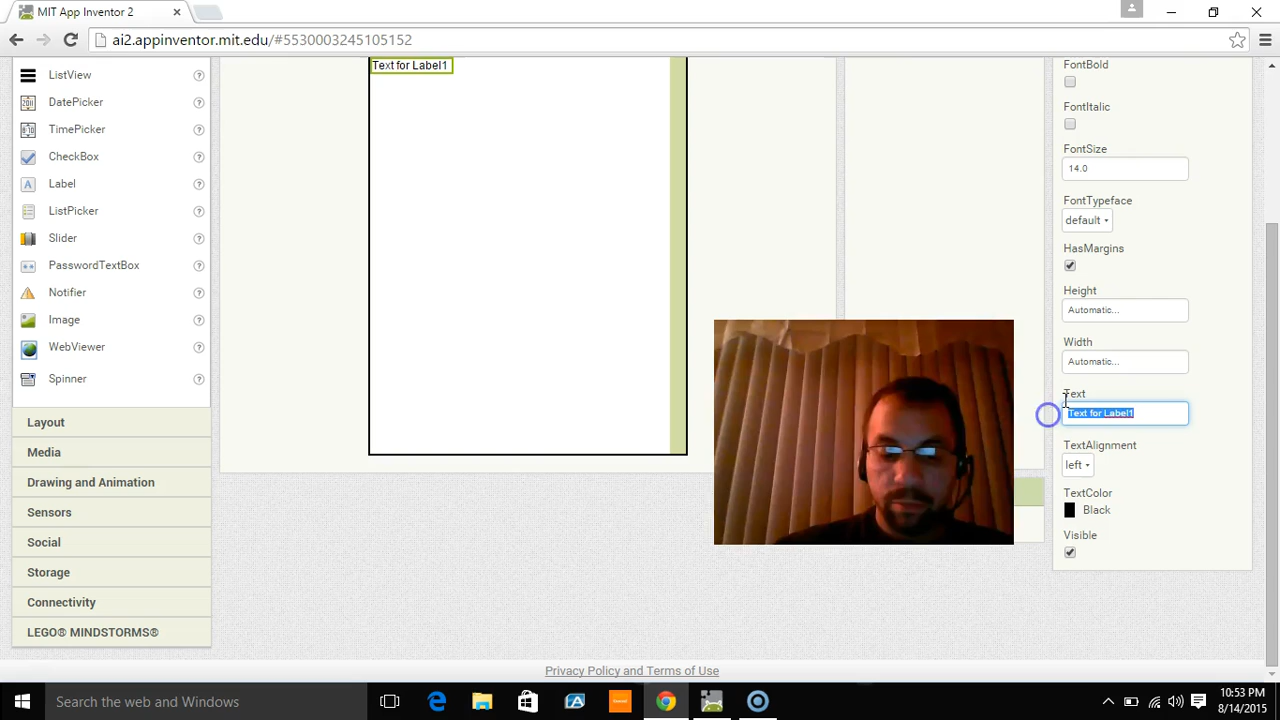 MIT App Inventor 2
ai2.appinventor.mit.edu/#5530003245105152
ListView
DatePicker
TimePicker
CheckBox
Label
ListPicker
Slider
PasswordTextBox
Notifier
Image
WebViewer
Spinner
Layout
Media
Drawing and Animation
Sensors
Social
Storage
Connectivity
LEGO® MINDSTORMS®
Text for Label1
FontBold
FontItalic
FontSize
14.0
FontTypeface
default
HasMargins
Height
Automatic...
Width
Automatic...
Text
Text for Label1
TextAlignment
left
TextColor
Black
Visible
Privacy Policy and Terms of Use
Search the web and Windows
10:53 PM
8/14/2015